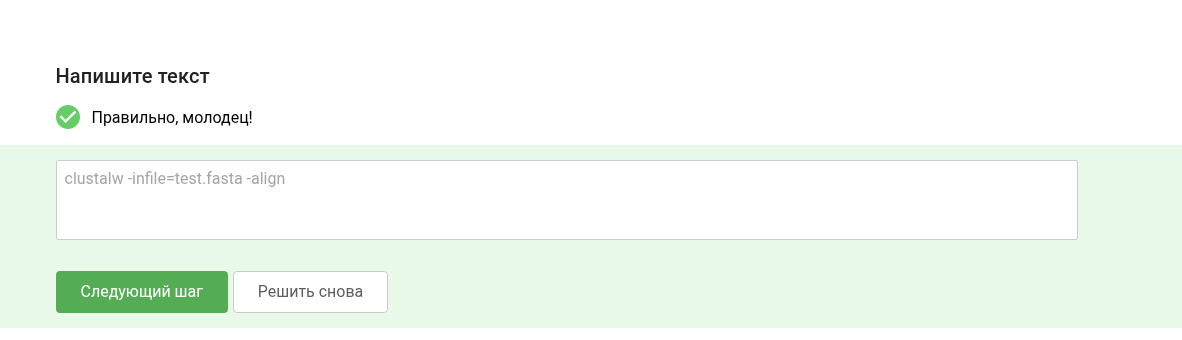 Напишите текст
Правильно, молодец!
clustalw -infile=test.fasta -align
Следующий шаг
Решить снова